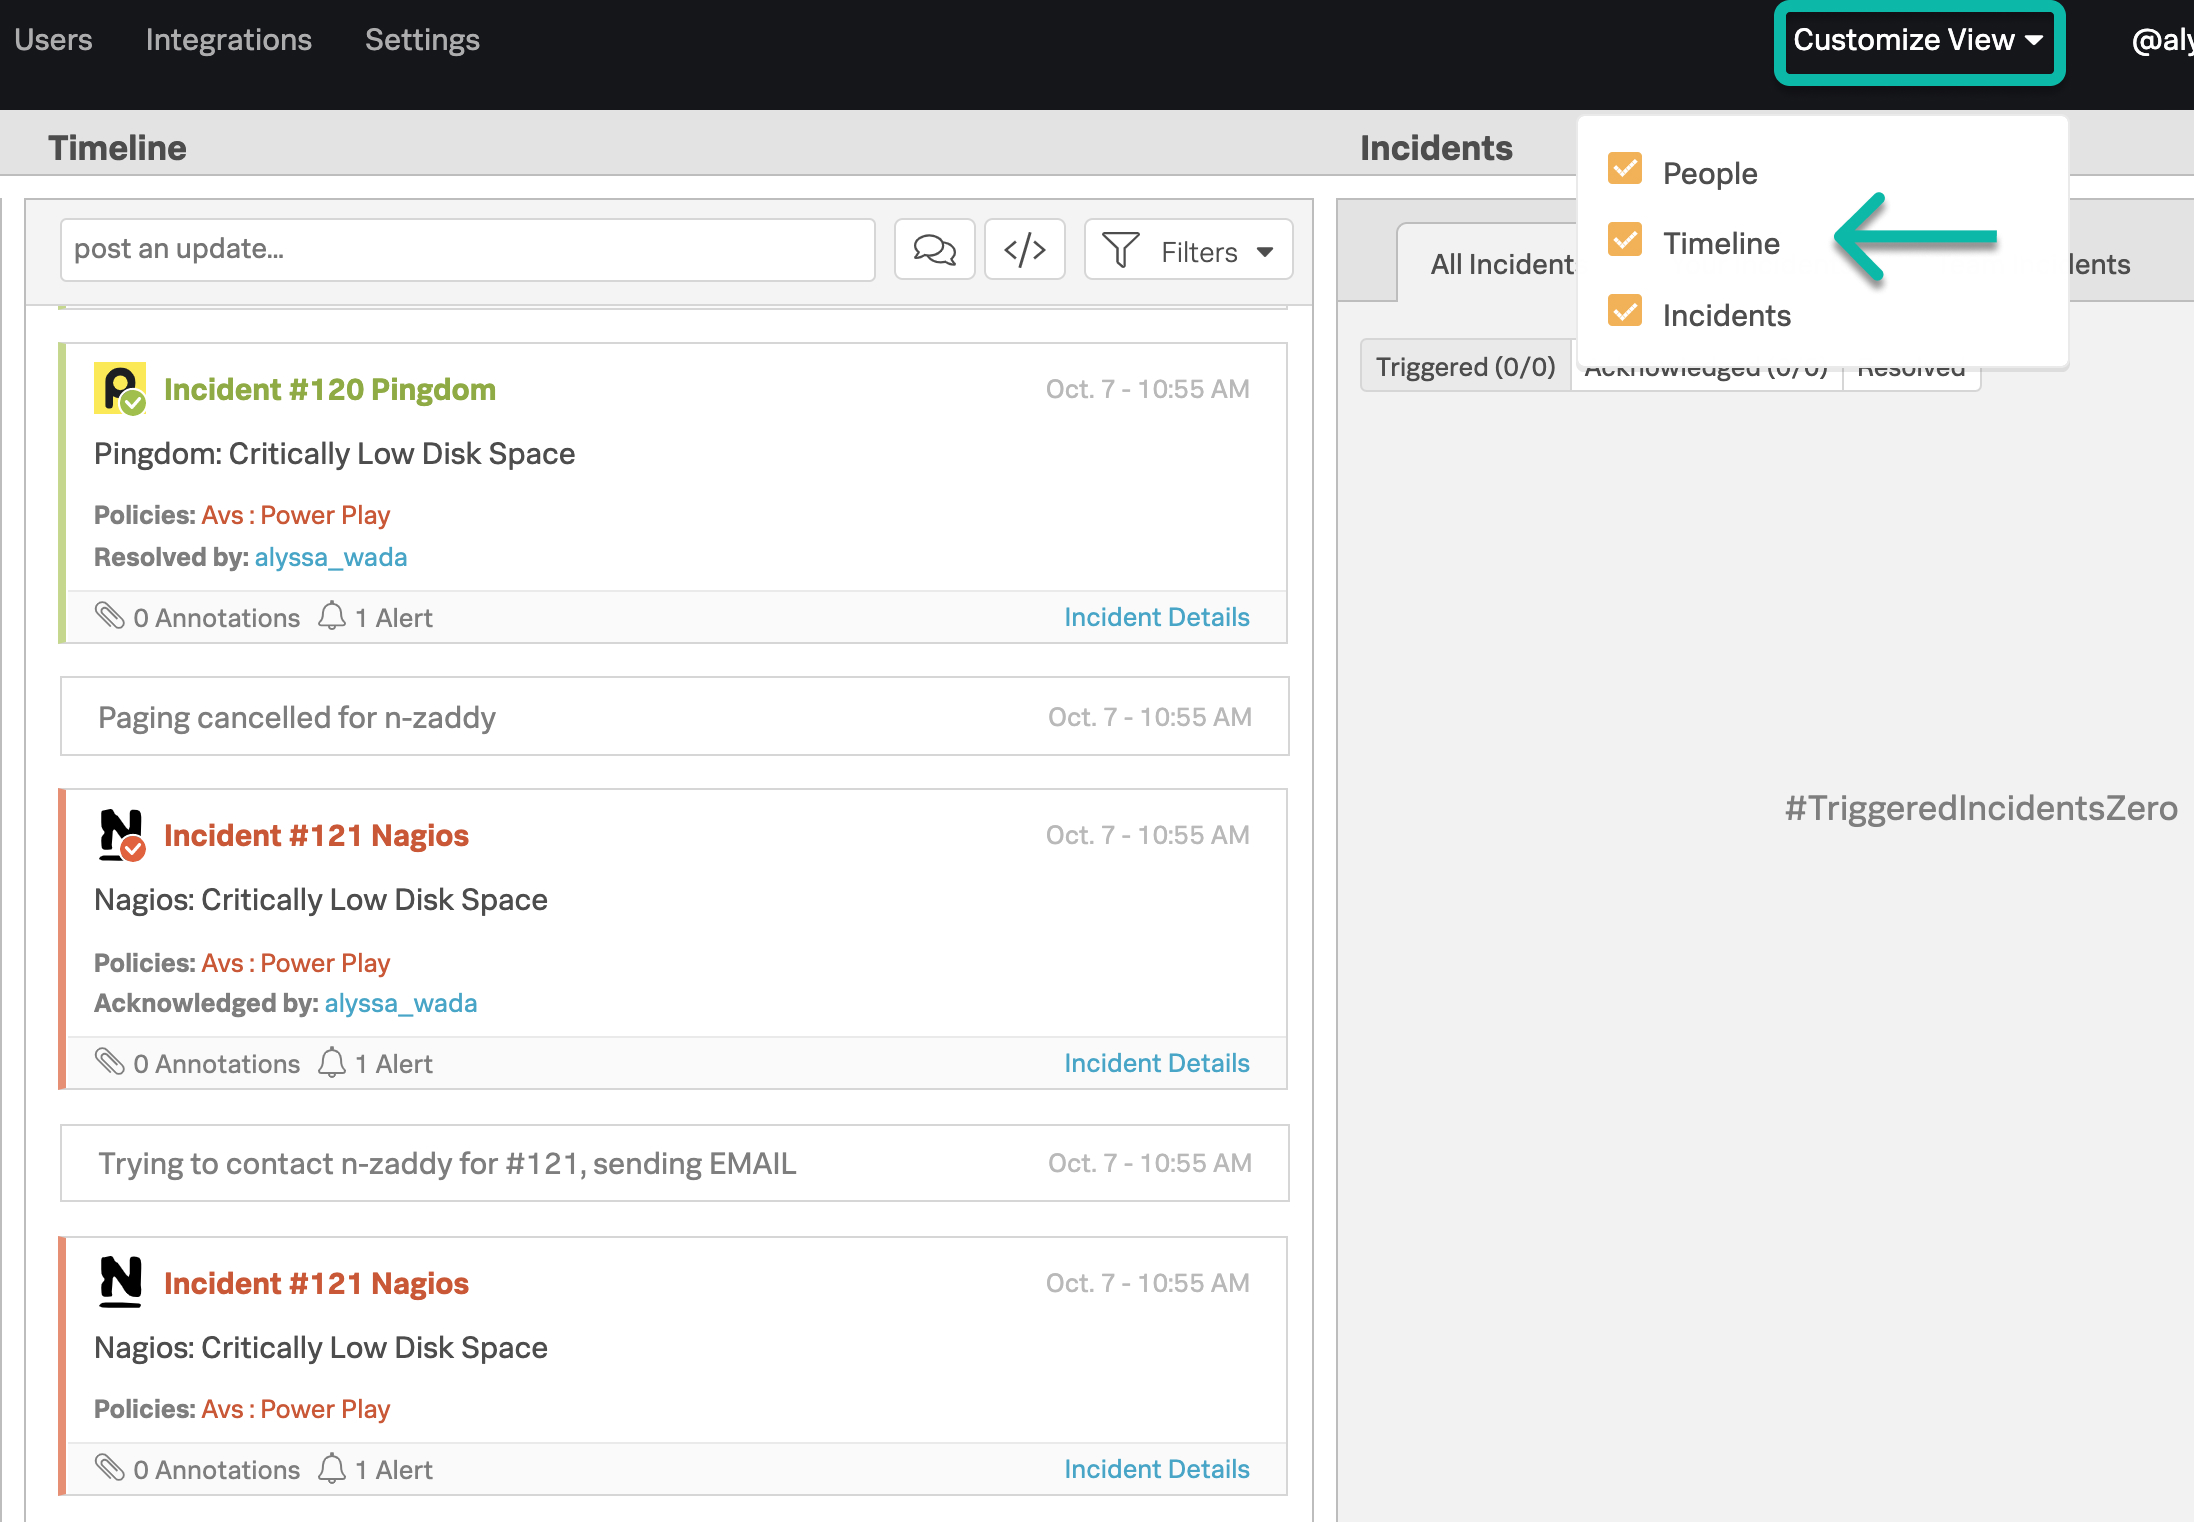 Users Integrations Settings Customize View @aly
Timeline Incidents
People
Timeline
Incidents
post an update... </> Filters
All Incident
dents
Triggered (0/0) Acknowledged (0/0) Resolved
Incident #120 Pingdom Oct. 7 - 10:55 AM
Pingdom: Critically Low Disk Space
Policies: Avs : Power Play
Resolved by: alyssa_wada
0 Annotations 1 Alert Incident Details
Paging cancelled for n-zaddy Oct. 7 - 10:55 AM
Incident #121 Nagios Oct. 7 - 10:55 AM
Nagios: Critically Low Disk Space
Policies: Avs : Power Play
Acknowledged by: alyssa_wada
0 Annotations 1 Alert Incident Details
Trying to contact n-zaddy for #121, sending EMAIL Oct. 7 - 10:55 AM
Incident #121 Nagios Oct. 7 - 10:55 AM
Nagios: Critically Low Disk Space
Policies: Avs : Power Play
0 Annotations 1 Alert Incident Details
#TriggeredIncidentsZero